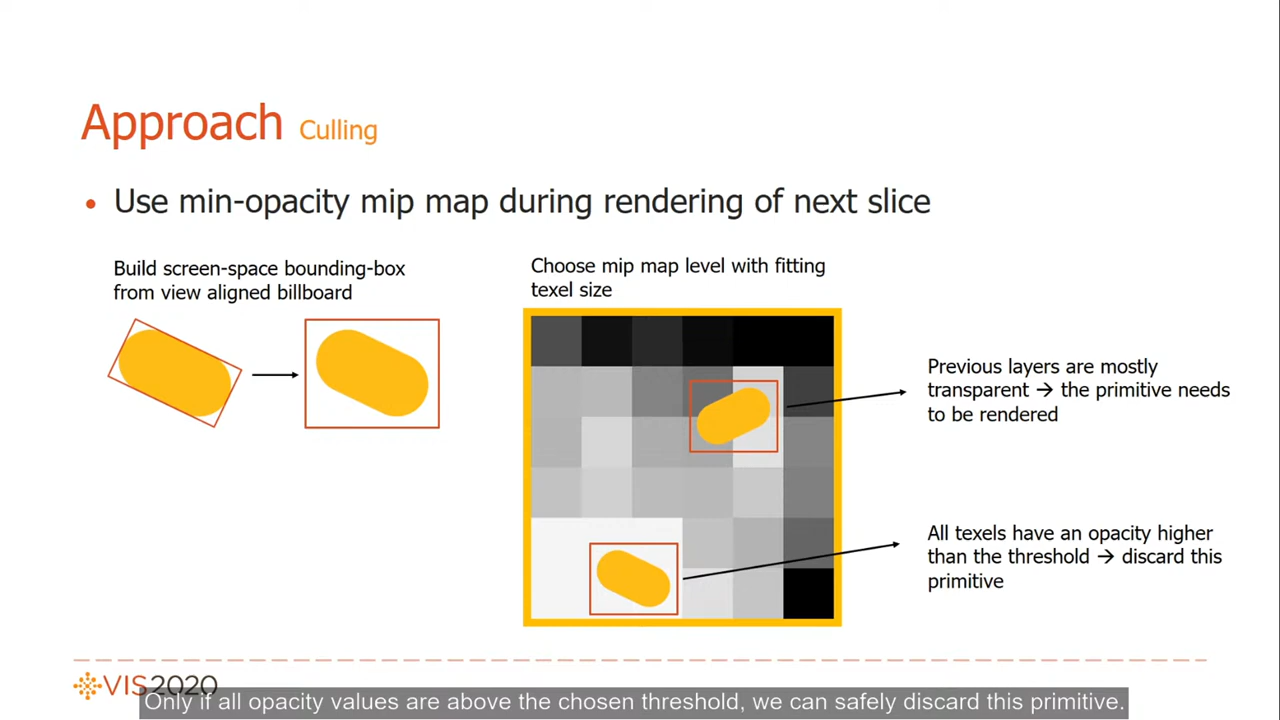 Approach Culling
• Use min-opacity mip map during rendering of next slice
Build screen-space bounding-box
from view aligned billboard
Choose mip map level with fitting
texel size
Previous layers are mostly
transparent → the primitive needs
to be rendered
All texels have an opacity higher
than the threshold → discard this
primitive
VIS2020
Only if all opacity values are above the chosen threshold, we can safely discard this primitive.